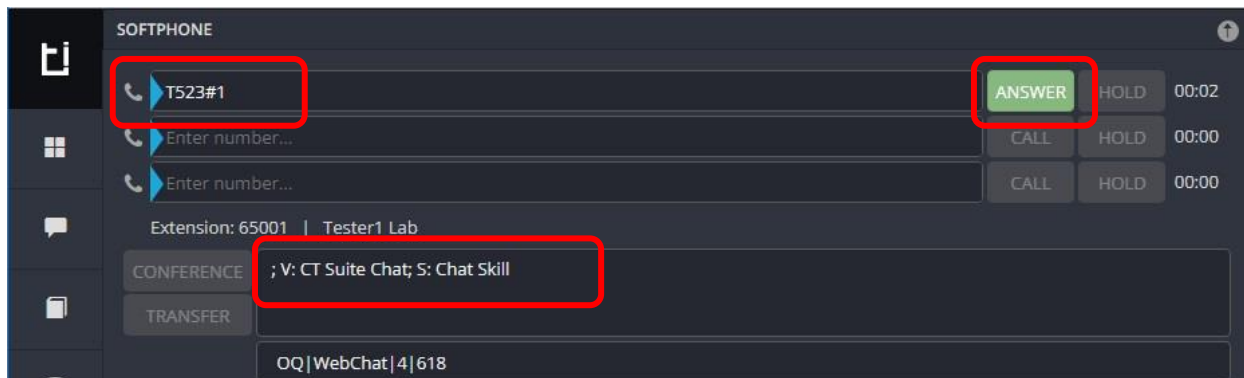 SOFTPHONE
T523#1 ANSWER HOLD 00:02
Enter number... CALL HOLD 00:00
Enter number... CALL HOLD 00:00
Extension: 65001 | Tester1 Lab
CONFERENCE ; V: CT Suite Chat; S: Chat Skill
TRANSFER
OQ|WebChat|4|618